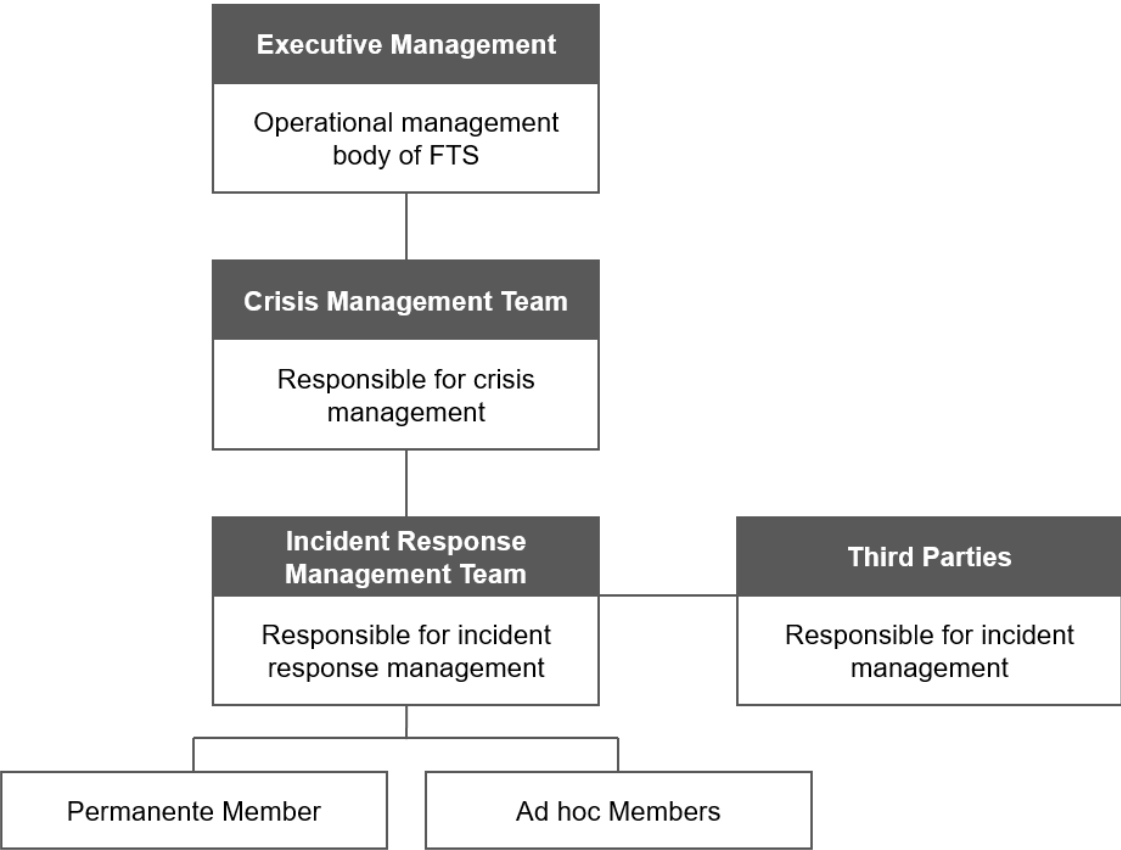 Executive Management
Operational management
body of FTS
Crisis Management Team
Responsible for crisis
management
Incident Response
Management Team
Responsible for incident
response management
Third Parties
Responsible for incident
management
Permanente Member
Ad hoc Members